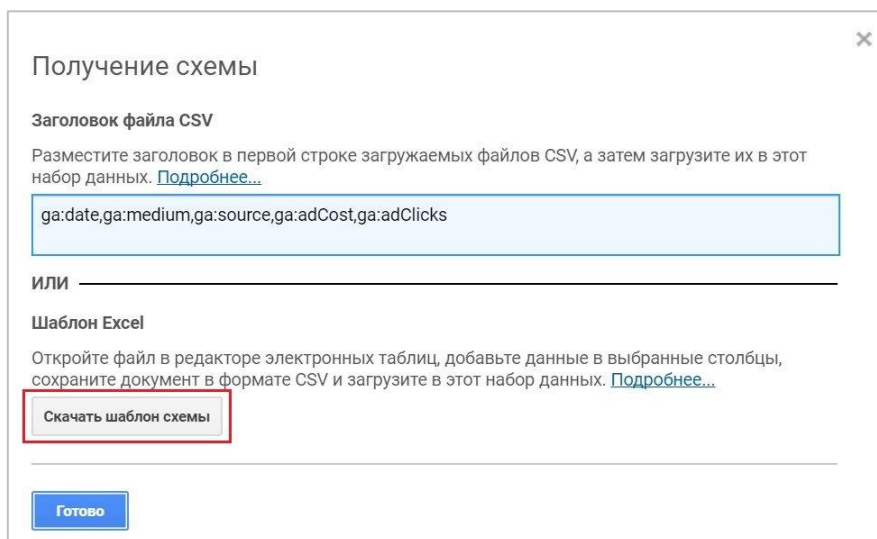 Получение схемы
Заголовок файла CSV
Разместите заголовок в первой строке загружаемых файлов CSV, а затем загрузите их в этот
набор данных. Подробнее...
ga:date,ga:medium,ga:source,ga:adCost,ga:adClicks
ИЛИ
Шаблон Excel
Откройте файл в редакторе электронных таблиц, добавьте данные в выбранные столбцы,
сохраните документ в формате CSV и загрузите в этот набор данных. Подробнее...
Скачать шаблон схемы
Готово